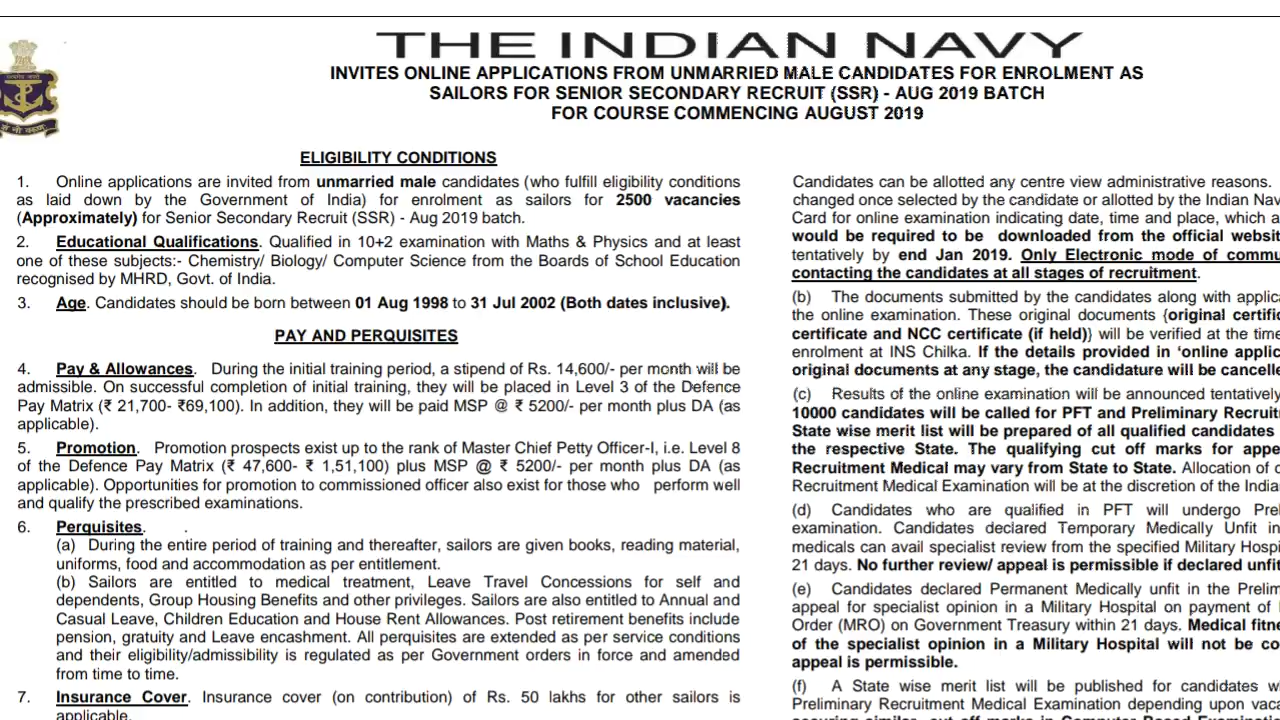 THE INDIAN NAVY
INVITES ONLINE APPLICATIONS FROM UNMARRIED MALE CANDIDATES FOR ENROLMENT AS
SAILORS FOR SENIOR SECONDARY RECRUIT (SSR) - AUG 2019 BATCH
FOR COURSE COMMENCING AUGUST 2019
ELIGIBILITY CONDITIONS
1. Online applications are invited from unmarried male candidates (who fulfill eligibility conditions
as laid down by the Government of India) for enrolment as sailors for 2500 vacancies
(Approximately) for Senior Secondary Recruit (SSR) - Aug 2019 batch.
2. Educational Qualifications. Qualified in 10+2 examination with Maths & Physics and at least
one of these subjects:- Chemistry/ Biology/ Computer Science from the Boards of School Education
recognised by MHRD, Govt. of India.
3. Age. Candidates should be born between 01 Aug 1998 to 31 Jul 2002 (Both dates inclusive).
PAY AND PERQUISITES
4. Pay & Allowances. During the initial training period, a stipend of Rs. 14,600/- per month will be
admissible. On successful completion of initial training, they will be placed in Level 3 of the Defence
Pay Matrix (₹ 21,700- ₹69,100). In addition, they will be paid MSP @ ₹ 5200/- per month plus DA (as
applicable).
5. Promotion. Promotion prospects exist up to the rank of Master Chief Petty Officer-I, i.e. Level 8
of the Defence Pay Matrix (₹ 47,600- ₹ 1,51,100) plus MSP @ ₹ 5200/- per month plus DA (as
applicable). Opportunities for promotion to commissioned officer also exist for those who perform well
and qualify the prescribed examinations.
6. Perquisites.
(a) During the entire period of training and thereafter, sailors are given books, reading material,
uniforms, food and accommodation as per entitlement.
(b) Sailors are entitled to medical treatment, Leave Travel Concessions for self and
dependents, Group Housing Benefits and other privileges. Sailors are also entitled to Annual and
Casual Leave, Children Education and House Rent Allowances. Post retirement benefits include
pension, gratuity and Leave encashment. All perquisites are extended as per service conditions
and their eligibility/admissibility is regulated as per Government orders in force and amended
from time to time.
7. Insurance Cover. Insurance cover (on contribution) of Rs. 50 lakhs for other sailors is
applicable.
Candidates can be allotted any centre view administrative reasons.
changed once selected by the candidate or allotted by the Indian Nav
Card for online examination indicating date, time and place, which a
would be required to be downloaded from the official websit
tentatively by end Jan 2019. Only Electronic mode of commu
contacting the candidates at all stages of recruitment.
(b) The documents submitted by the candidates along with applica
the online examination. These original documents {original certific
certificate and NCC certificate (if held)} will be verified at the time
enrolment at INS Chilka. If the details provided in ‘online applic
original documents at any stage, the candidature will be cancelle
(c) Results of the online examination will be announced tentatively
10000 candidates will be called for PFT and Preliminary Recruit
State wise merit list will be prepared of all qualified candidates
the respective State. The qualifying cut off marks for appe
Recruitment Medical may vary from State to State. Allocation of c
Recruitment Medical Examination will be at the discretion of the India
(d) Candidates who are qualified in PFT will undergo Prel
examination. Candidates declared Temporary Medically Unfit in
medicals can avail specialist review from the specified Military Hospi
21 days. No further review/ appeal is permissible if declared unfit
(e) Candidates declared Permanent Medically unfit in the Prelim
appeal for specialist opinion in a Military Hospital on payment of
Order (MRO) on Government Treasury within 21 days. Medical fitne
of the specialist opinion in a Military Hospital will not be co
appeal is permissible.
(f) A State wise merit list will be published for candidates w
Preliminary Recruitment Medical Examination depending upon vaca
securing similar cut off marks in Computer Based Examination